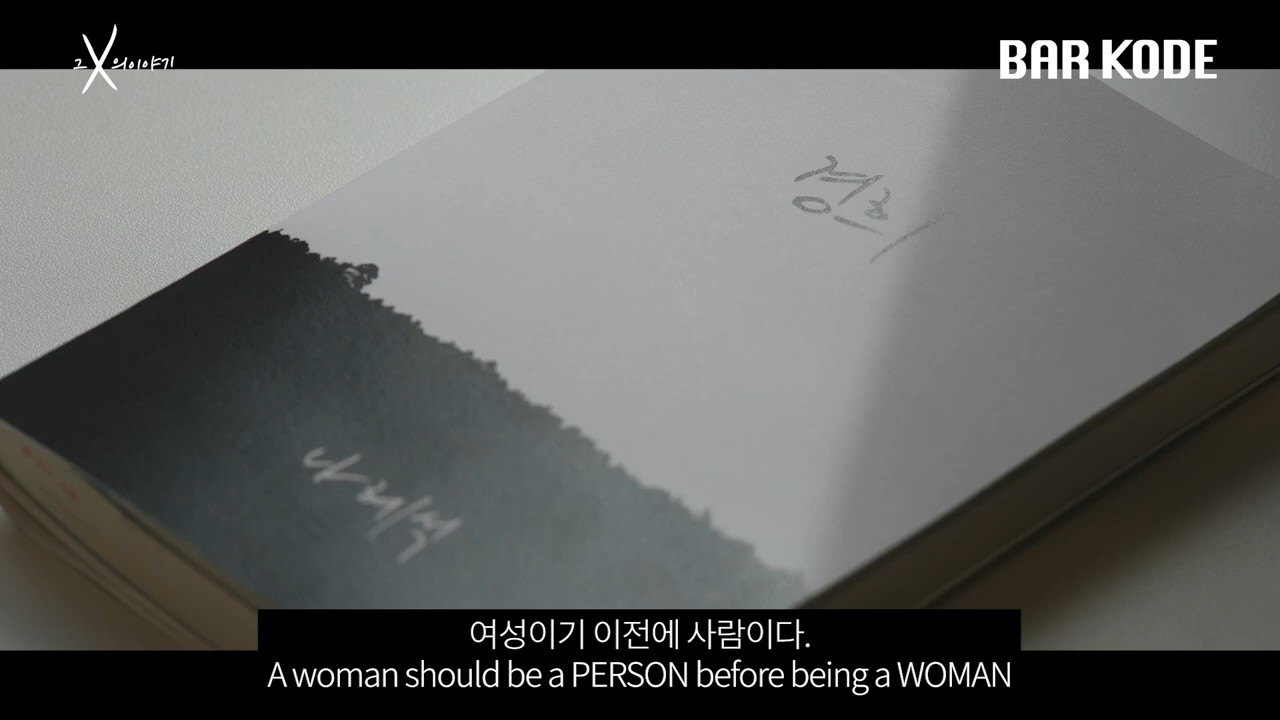 그X의이야기
BAR KODE
경희
나혜석
여성이기 이전에 사람이다.
A woman should be a PERSON before being a WOMAN